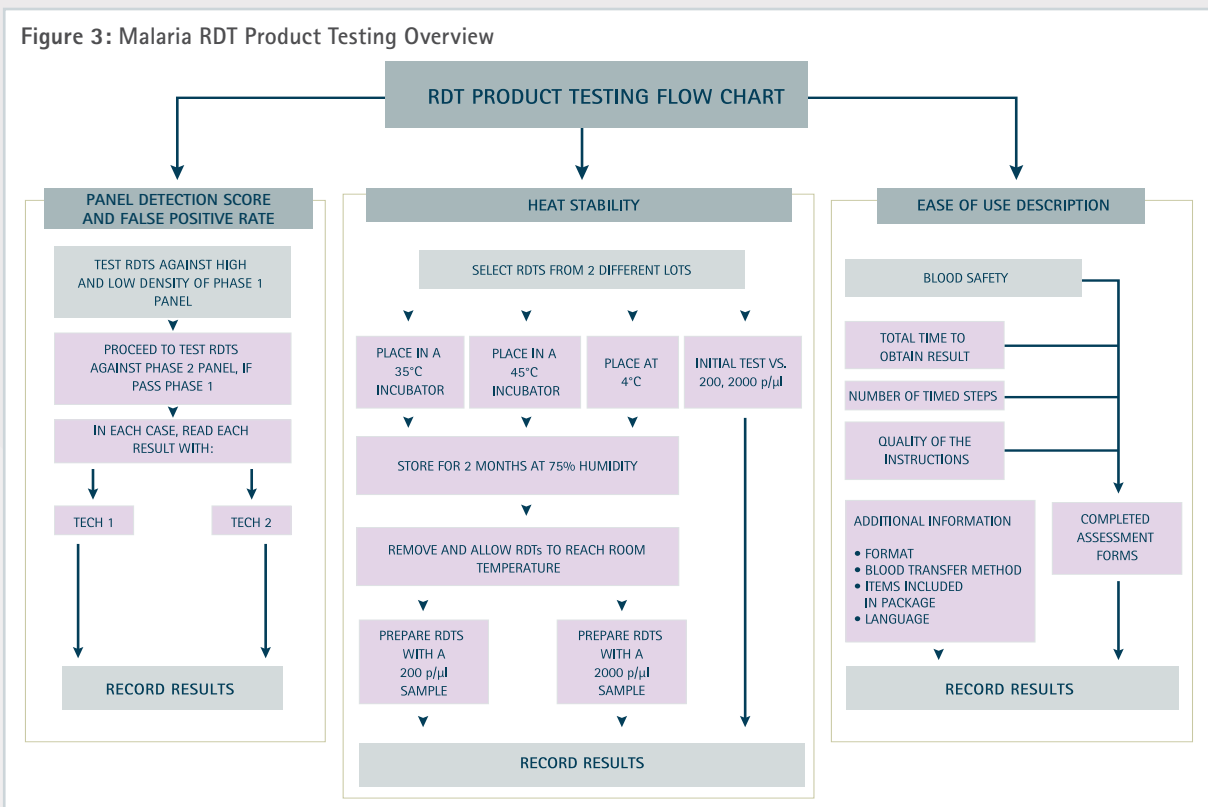 Figure 3: Malaria RDT Product Testing Overview
RDT PRODUCT TESTING FLOW CHART
PANEL DETECTION SCORE
AND FALSE POSITIVE RATE
TEST RDTS AGAINST HIGH
AND LOW DENSITY OF PHASE 1
PANEL
PROCEED TO TEST RDTS
AGAINST PHASE 2 PANEL, IF
PASS PHASE 1
IN EACH CASE, READ EACH
RESULT WITH:
TECH 1
TECH 2
RECORD RESULTS
HEAT STABILITY
SELECT RDTS FROM 2 DIFFERENT LOTS
PLACE IN A
35°C
INCUBATOR
PLACE IN A
45°C
INCUBATOR
PLACE AT
4°C
INITIAL TEST VS.
200, 2000 p/µl
STORE FOR 2 MONTHS AT 75% HUMIDITY
REMOVE AND ALLOW RDTs TO REACH ROOM
TEMPERATURE
PREPARE RDTS
WITH A
200 p/µl
SAMPLE
PREPARE RDTS
WITH A
2000 p/µl
SAMPLE
RECORD RESULTS
EASE OF USE DESCRIPTION
BLOOD SAFETY
TOTAL TIME TO
OBTAIN RESULT
NUMBER OF TIMED STEPS
QUALITY OF THE
INSTRUCTIONS
ADDITIONAL INFORMATION
• FORMAT
• BLOOD TRANSFER METHOD
• ITEMS INCLUDED
IN PACKAGE
• LANGUAGE
COMPLETED
ASSESSMENT
FORMS
RECORD RESULTS